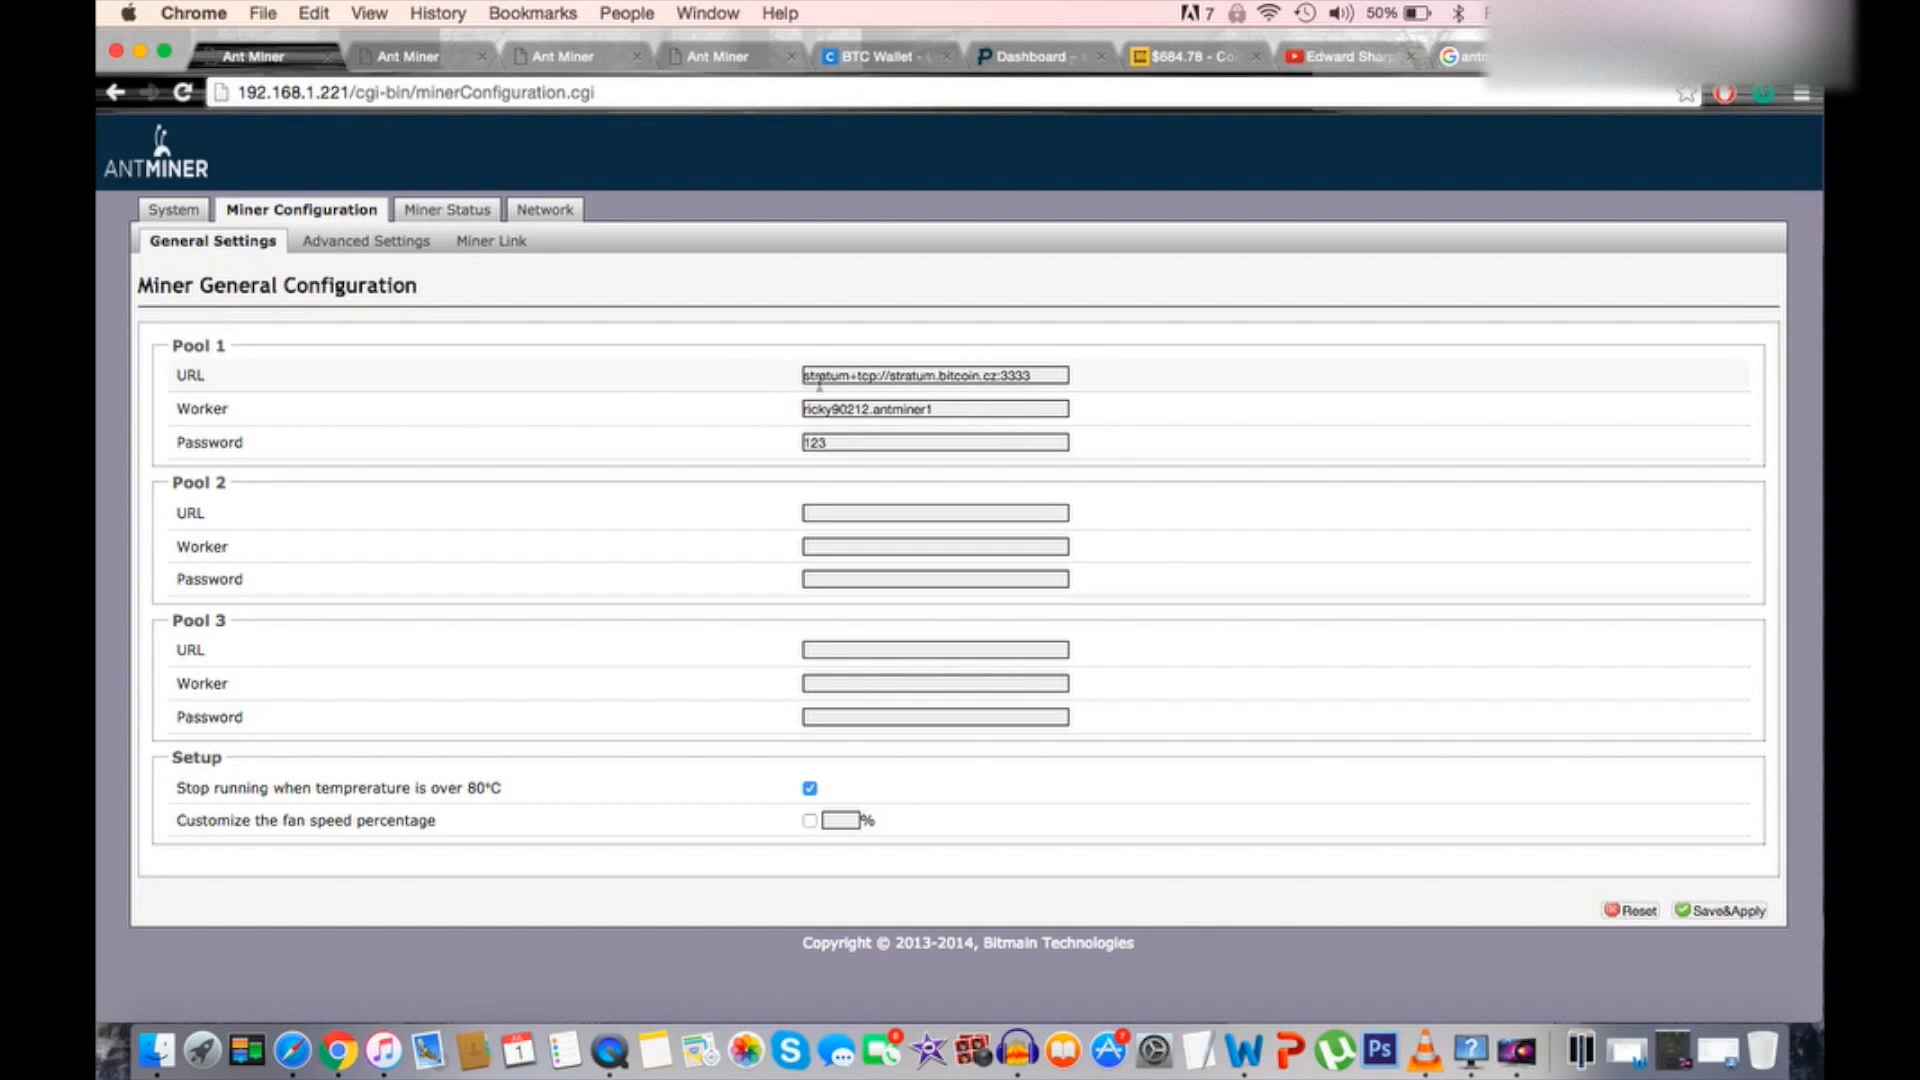 Chrome File Edit View History Bookmarks People Window Help 7 50%
Ant Miner Ant Miner Ant Miner Ant Miner BTC Wallet - Dashboard - $684.78 - Co Edward Sharp antm
192.168.1.221/cgi-bin/minerConfiguration.cgi
ANTMINER
System Miner Configuration Miner Status Network
General Settings Advanced Settings Miner Link
Miner General Configuration
Pool 1
URL stratum+tcp://stratum.bitcoin.cz:3333
Worker ricky90212.antminer1
Password 123
Pool 2
URL
Worker
Password
Pool 3
URL
Worker
Password
Setup
Stop running when temprerature is over 80°C
Customize the fan speed percentage %
Reset Save&Apply
Copyright © 2013-2014, Bitmain Technologies